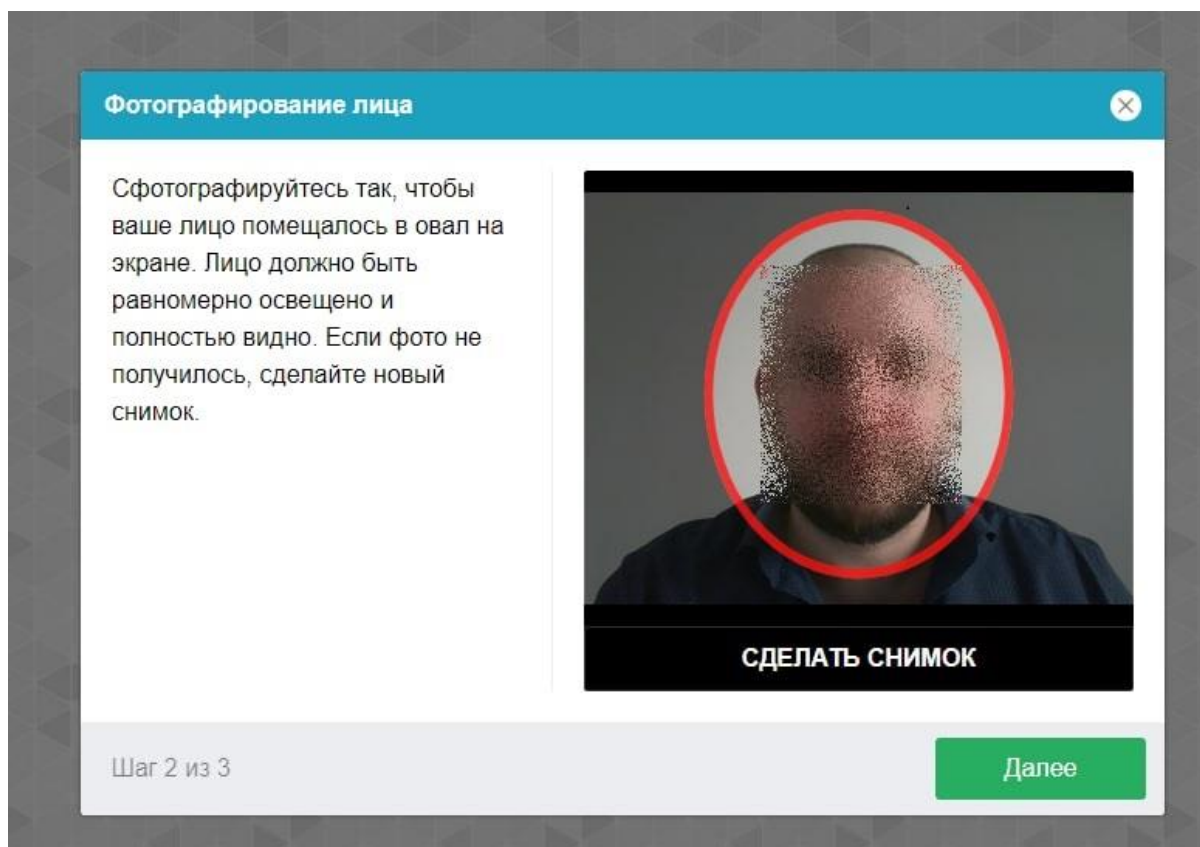 Фотографирование лица
Сфотографируйтесь так, чтобы
ваше лицо помещалось в овал на
экране. Лицо должно быть
равномерно освещено и
полностью видно. Если фото не
получилось, сделайте новый
снимок.
СДЕЛАТЬ СНИМОК
Шаг 2 из 3
Далее